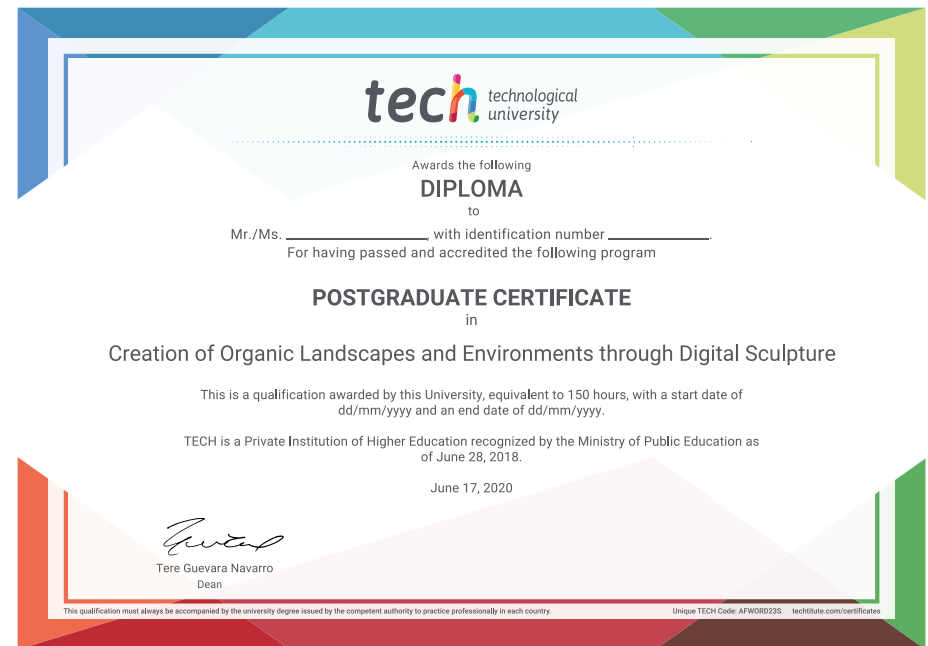 tech technological
university
Awards the following
DIPLOMA
to
Mr./Ms. ____________________, with identification number ______________.
For having passed and accredited the following program
POSTGRADUATE CERTIFICATE
in
Creation of Organic Landscapes and Environments through Digital Sculpture
This is a qualification awarded by this University, equivalent to 150 hours, with a start date of
dd/mm/yyyy and an end date of dd/mm/yyyy.
TECH is a Private Institution of Higher Education recognized by the Ministry of Public Education as
of June 28, 2018.
June 17, 2020
Tere Guevara Navarro
Dean
This qualification must always be accompanied by the university degree issued by the competent authority to practice professionally in each country.
Unique TECH Code: AFWORD23S techtitute.com/certificates